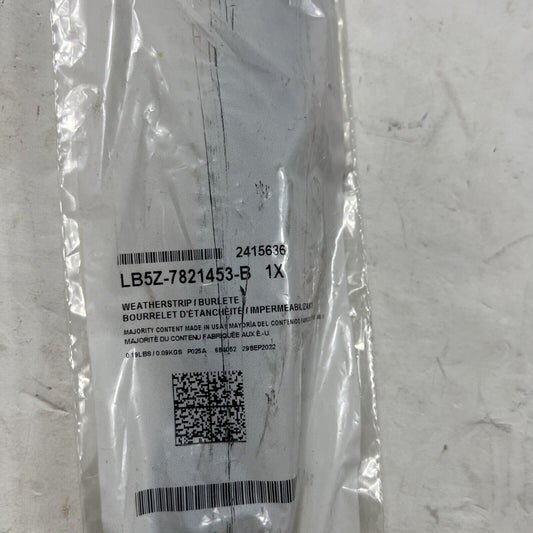 2415636
LB5Z-7821453-B 1X
WEATHERSTRIP / BURLETE
BOURRELET D'ÉTANCHÉITÉ / IMPERMEABILIZANTE
MAJORITY CONTENT MADE IN USA / MAYORÍA DEL CONTENIDO
MAJORITÉ DU CONTENU FABRIQUÉE AUX É.-U.
0.19LBS / 0.09KGS P025A 29SEP2022